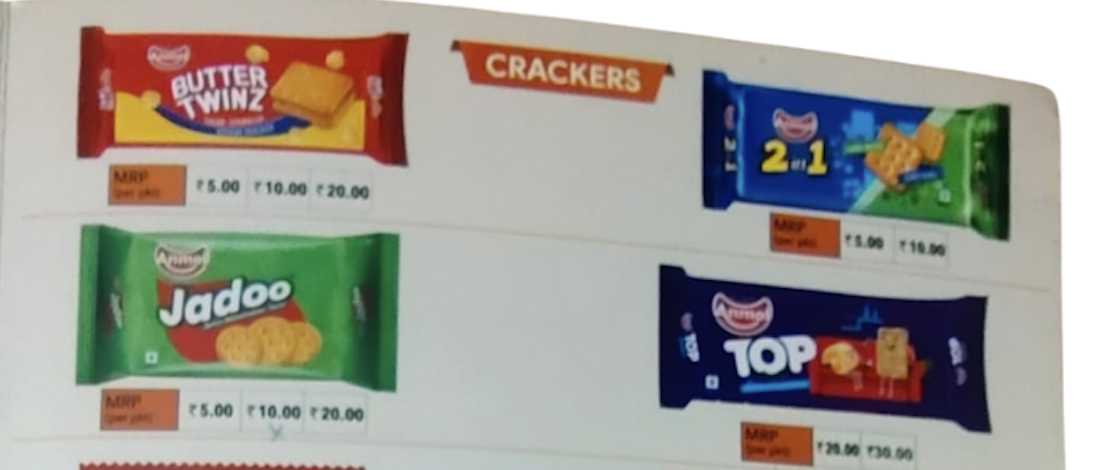 CRACKERS
Anmol
BUTTER
TWINZ
MRP
(per pkt)
₹5.00 ₹10.00 ₹20.00
Anmol
2 in 1
MRP
(per pkt)
₹5.00 ₹10.00
Anmol
Jadoo
MRP
(per pkt)
₹5.00 ₹10.00 ₹20.00
Anmol
TOP
TOP
TOP
MRP
(per pkt)
₹20.00 ₹30.00